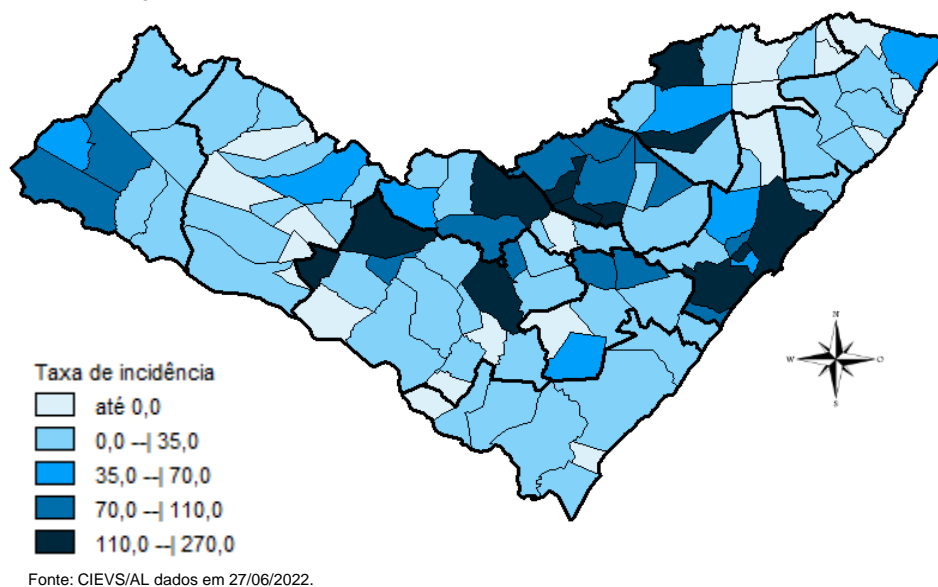 N
W
O
S
Taxa de incidência
até 0,0
0,0 --| 35,0
35,0 --| 70,0
70,0 --| 110,0
110,0 --| 270,0
Fonte: CIEVS/AL dados em 27/06/2022.